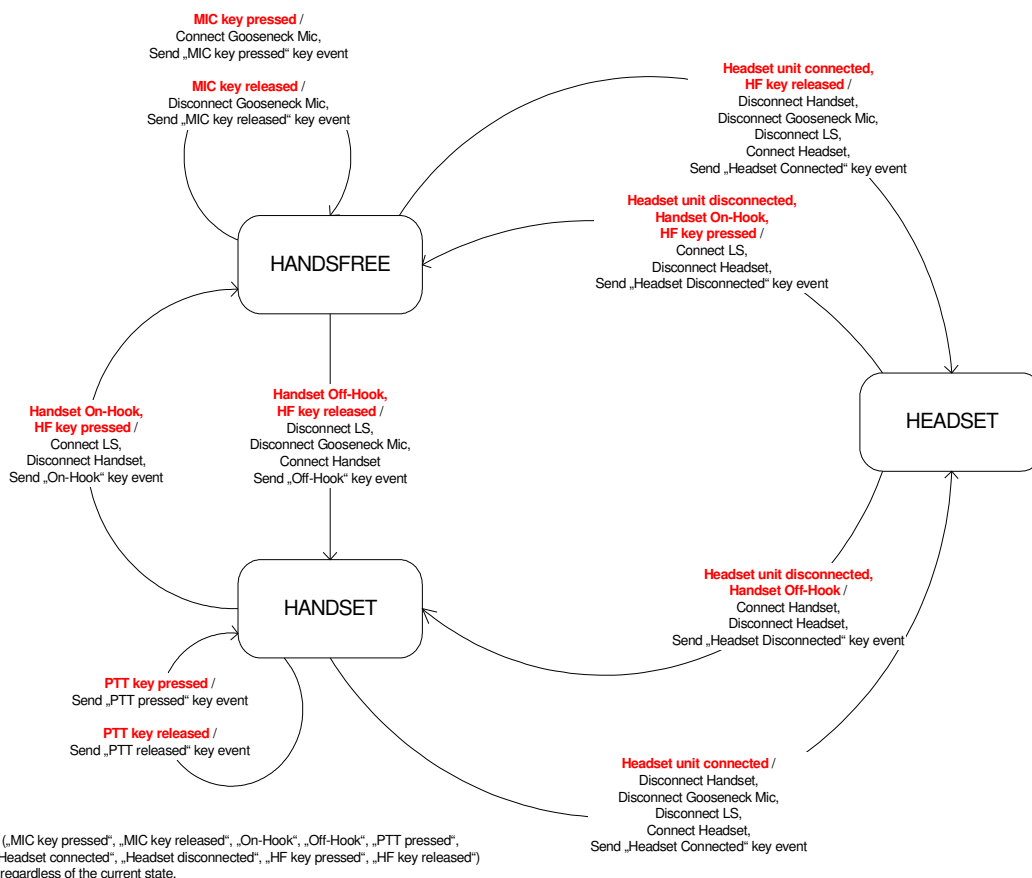 MIC key pressed /
Connect Gooseneck Mic,
Send „MIC key pressed“ key event
MIC key released /
Disconnect Gooseneck Mic,
Send „MIC key released“ key event
Headset unit connected,
HF key released /
Disconnect Handset,
Disconnect Gooseneck Mic,
Disconnect LS,
Connect Headset,
Send „Headset Connected“ key event
Headset unit disconnected,
Handset On-Hook,
HF key pressed /
Connect LS,
Disconnect Headset,
Send „Headset Disconnected“ key event
HANDSFREE
Handset On-Hook,
HF key pressed /
Connect LS,
Disconnect Handset,
Send „On-Hook“ key event
Handset Off-Hook,
HF key released /
Disconnect LS,
Disconnect Gooseneck Mic,
Connect Handset
Send „Off-Hook“ key event
HEADSET
HANDSET
Headset unit disconnected,
Handset Off-Hook /
Connect Handset,
Disconnect Headset,
Send „Headset Disconnected“ key event
PTT key pressed /
Send „PTT pressed“ key event
PTT key released /
Send „PTT released“ key event
Headset unit connected /
Disconnect Handset,
Disconnect Gooseneck Mic,
Disconnect LS,
Connect Headset,
Send „Headset Connected“ key event
(„MIC key pressed“, „MIC key released“, „On-Hook“, „Off-Hook“, „PTT pressed“,
Headset connected“, „Headset disconnected“, „HF key pressed“, „HF key released“)
regardless of the current state.